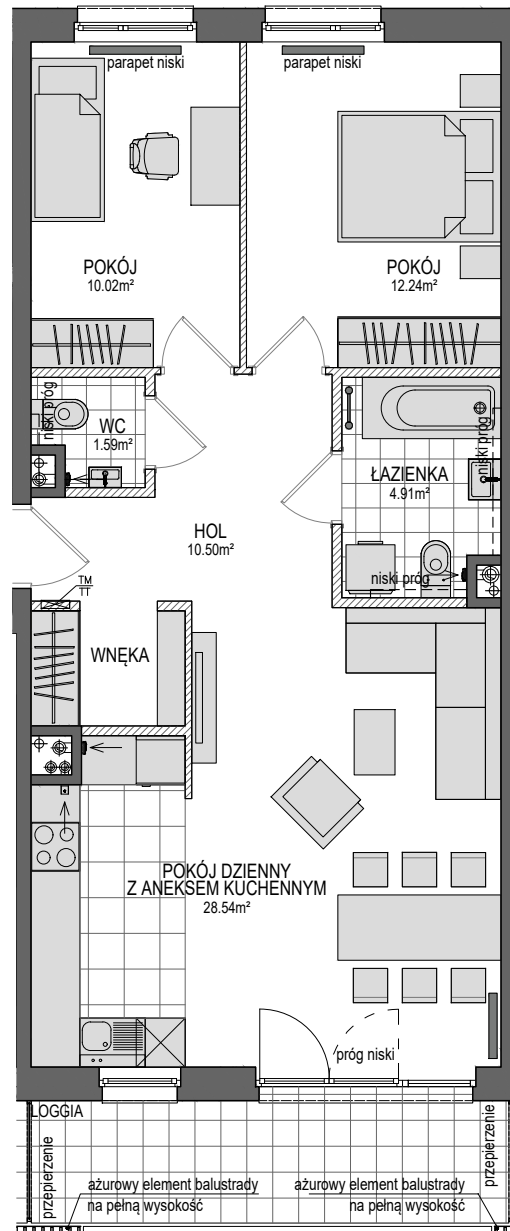 parapet niski
parapet niski
POKÓJ
10.02m²
POKÓJ
12.24m²
niski próg
WC
1.59m²
niski próg
ŁAZIENKA
4.91m²
HOL
10.50m²
niski próg
TM
TT
WNĘKA
POKÓJ DZIENNY
Z ANEKSEM KUCHENNYM
28.54m²
próg niski
LOGGIA
przepierzenie
przepierzenie
ażurowy element balustrady
na pełną wysokość
ażurowy element balustrady
na pełną wysokość